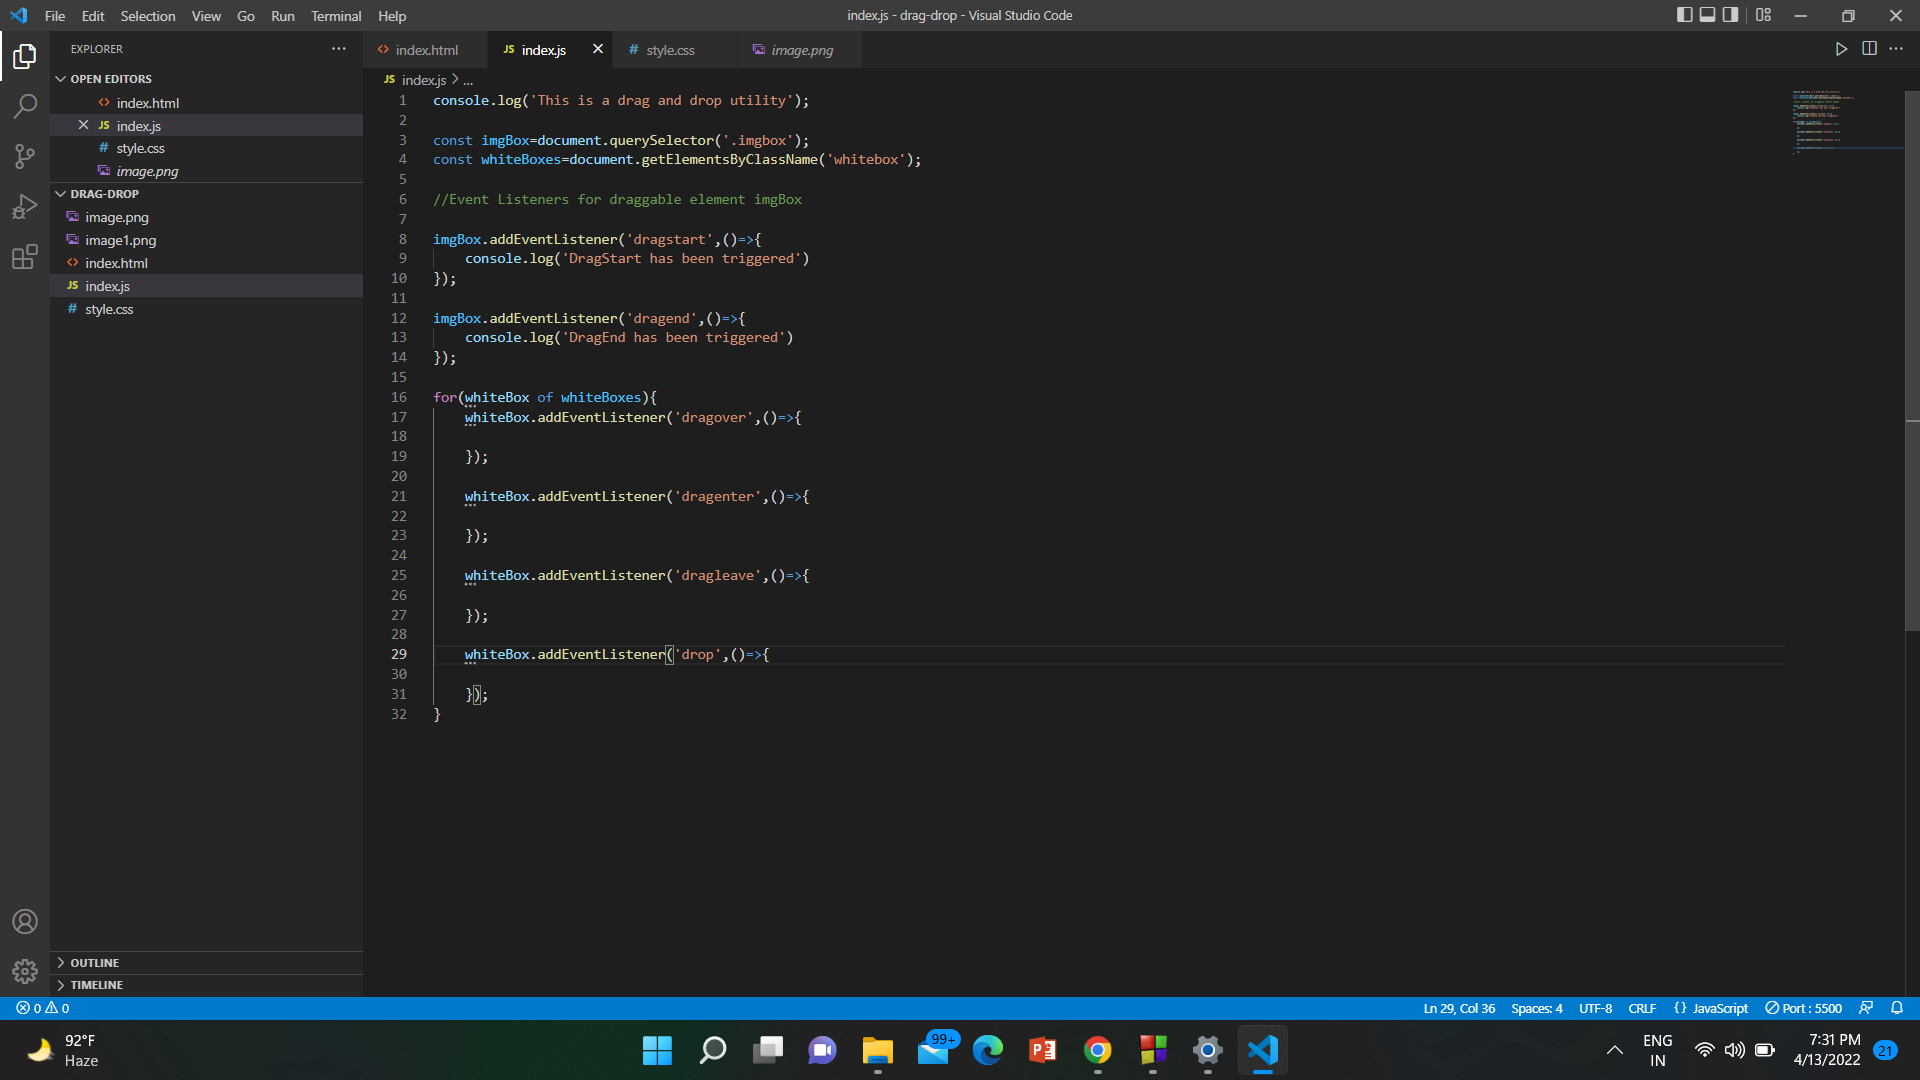 File Edit Selection View Go Run Terminal Help
index.js - drag-drop - Visual Studio Code
EXPLORER
OPEN EDITORS
index.html
JS index.js
# style.css
image.png
DRAG-DROP
image.png
image1.png
index.html
JS index.js
# style.css
OUTLINE
TIMELINE
index.html
JS index.js
# style.css
image.png
JS index.js > ...
1 console.log('This is a drag and drop utility');
2
3 const imgBox=document.querySelector('.imgbox');
4 const whiteBoxes=document.getElementsByClassName('whitebox');
5
6 //Event Listeners for draggable element imgBox
7
8 imgBox.addEventListener('dragstart',()=>{
9 console.log('DragStart has been triggered')
10 });
11
12 imgBox.addEventListener('dragend',()=>{
13 console.log('DragEnd has been triggered')
14 });
15
16 for(whiteBox of whiteBoxes){
17 whiteBox.addEventListener('dragover',()=>{
18
19 });
20
21 whiteBox.addEventListener('dragenter',()=>{
22
23 });
24
25 whiteBox.addEventListener('dragleave',()=>{
26
27 });
28
29 whiteBox.addEventListener('drop',()=>{
30
31 });
32 }
0 0
Ln 29, Col 36 Spaces: 4 UTF-8 CRLF {} JavaScript Port : 5500
92°F
Haze
99+
P
ENG
IN
7:31 PM
4/13/2022
21